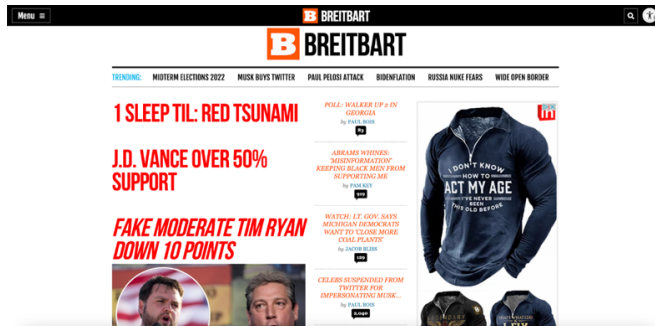 Menu
BREITBART
BREITBART
TRENDING: MIDTERM ELECTIONS 2022 MUSK BUYS TWITTER PAUL PELOSI ATTACK BIDENFLATION RUSSIA NUKE FEARS WIDE OPEN BORDER
1 SLEEP TIL: RED TSUNAMI
J.D. VANCE OVER 50%
SUPPORT
FAKE MODERATE TIM RYAN
DOWN 10 POINTS
POLL: WALKER UP 2 IN
GEORGIA
by PAUL BOIS
83
ABRAMS WHINES:
'MISINFORMATION'
KEEPING BLACK MEN FROM
SUPPORTING ME
by PAM KEY
919
WATCH: LT. GOV. SAYS
MICHIGAN DEMOCRATS
WANT TO 'CLOSE MORE
COAL PLANTS'
by JACOB BLISS
129
CELEBS SUSPENDED FROM
TWITTER FOR
IMPERSONATING MUSK...
by PAUL BOIS
2,040
I DON'T KNOW
HOW TO
ACT MY AGE
I'VE NEVER
BEEN
THIS OLD BEFORE